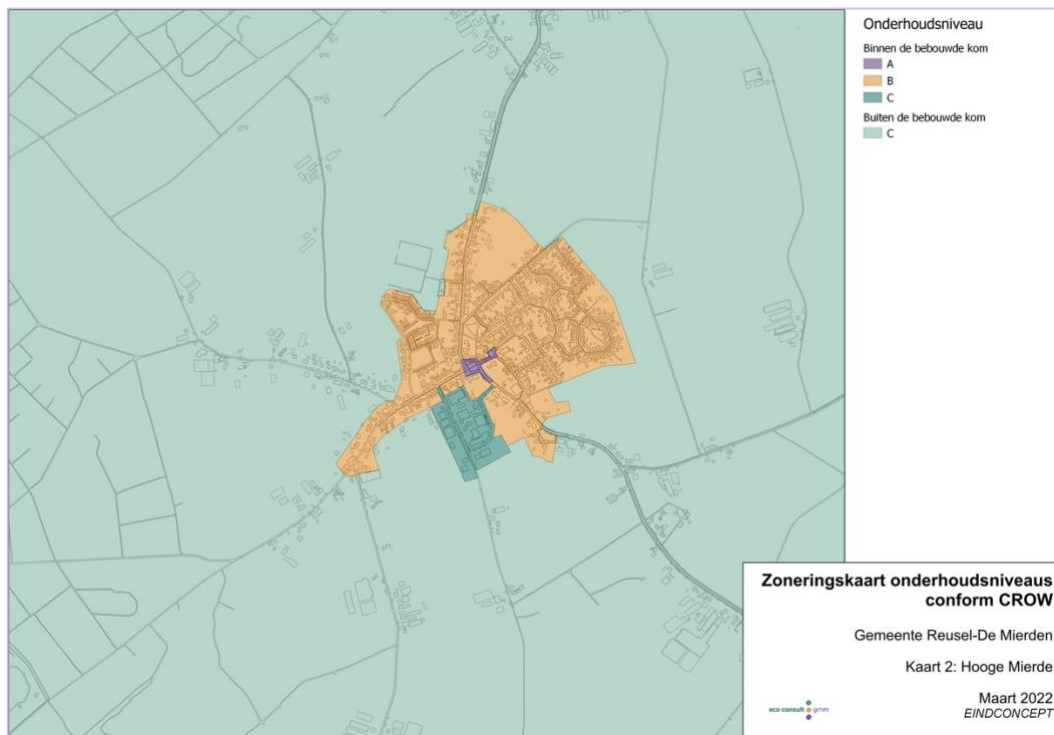 Onderhoudsniveau
Binnen de bebouwde kom
A
B
C
Buiten de bebouwde kom
C
Zoneringskaart onderhoudsniveaus
conform CROW
Gemeente Reusel-De Mierden
Kaart 2: Hooge Mierde
Maart 2022
EINDCONCEPT
eco consult gmm